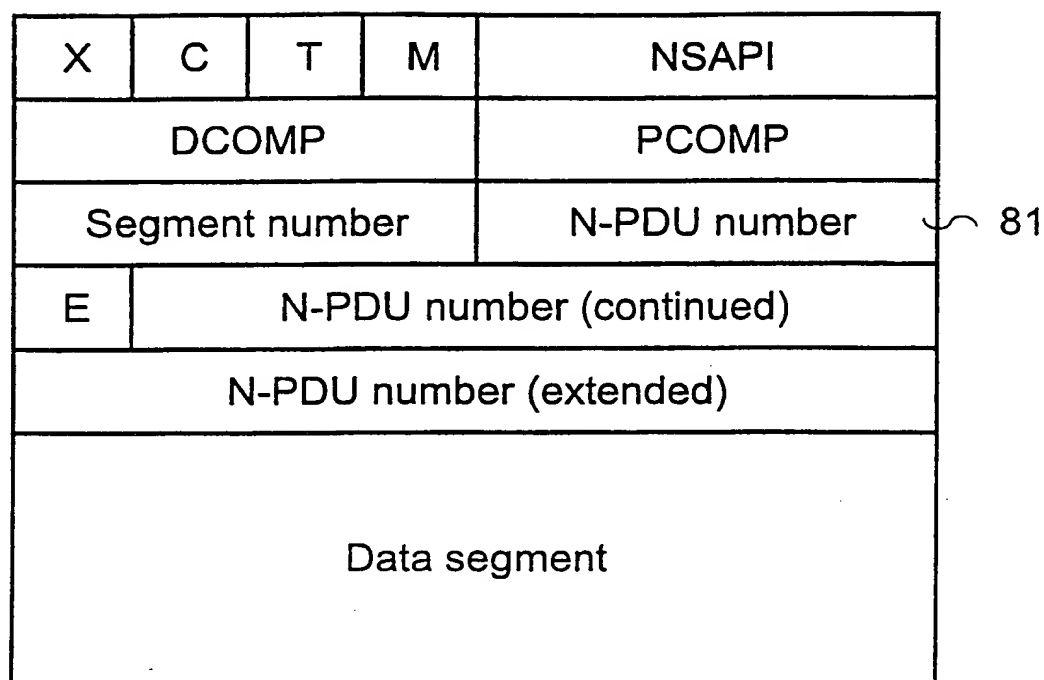 X C T M NSAPI
DCOMP PCOMP
Segment number N-PDU number 81
E N-PDU number (continued)
N-PDU number (extended)
Data segment